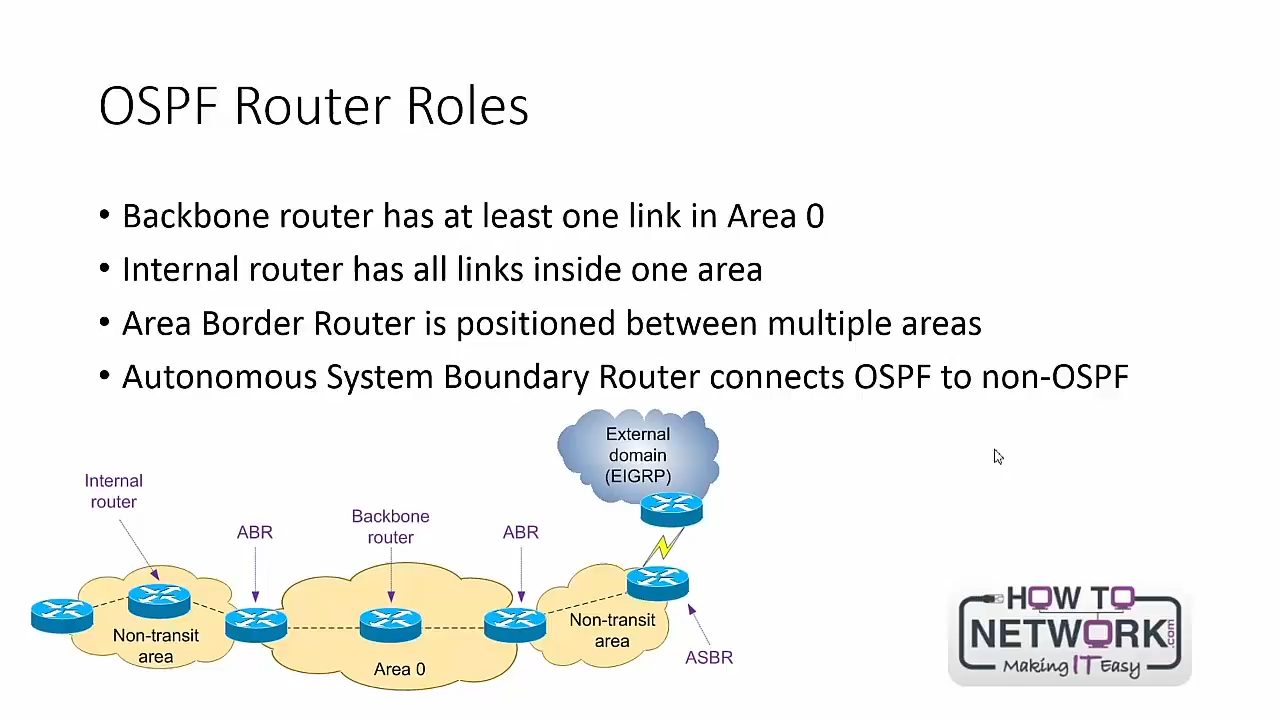 OSPF Router Roles
• Backbone router has at least one link in Area 0
• Internal router has all links inside one area
• Area Border Router is positioned between multiple areas
• Autonomous System Boundary Router connects OSPF to non-OSPF
External
domain
(EIGRP)
Internal
router
ABR
Backbone
router
ABR
Non-transit
area
Area 0
Non-transit
area
ASBR
HOW TO
NETWORK.com
Making IT Easy